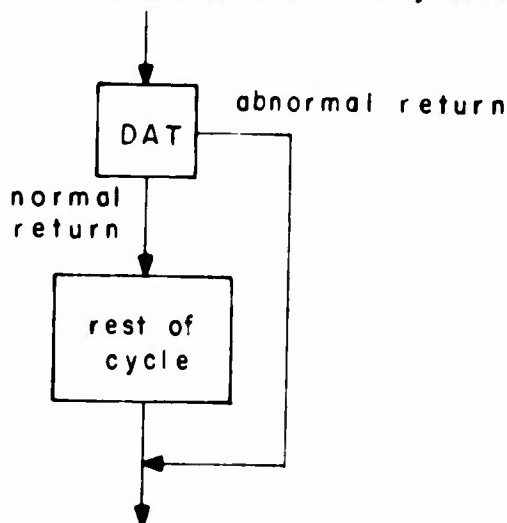 abnormal return
DAT
normal
return
rest of
cycle